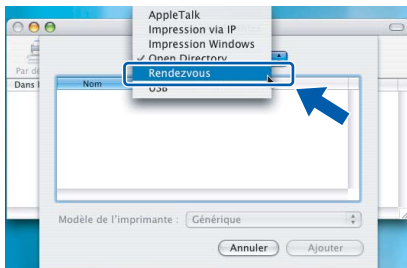 AppleTalk
Impression via IP
Impression Windows
✓ Open Directory
Rendezvous
USB
Par dé
Dans l
Nom
Modèle de l'imprimante :
Générique
Annuler
Ajouter